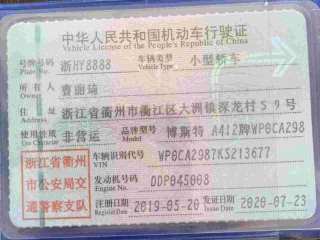 中华人民共和国机动车行驶证
Vehicle License of the People's Republic of China
号牌号码 浙HY8888 车辆类型 小型轿车
Plate No. Vehicle Type
所有人 曹丽琦
Owner
住址 浙江省衢州市衢江区大洲镇深龙村59号
使用性质 非营运 品牌型号 博斯特 A412牌WP0CA298
Use Character Model
浙江省衢州市公安局交通警察支队
车辆识别代号 WP0CA2987KS213677
VIN
发动机号码 DDP045008
Engine No.
注册日期 2019-05-20 发证日期 2020-07-23
Register Date Issue Date